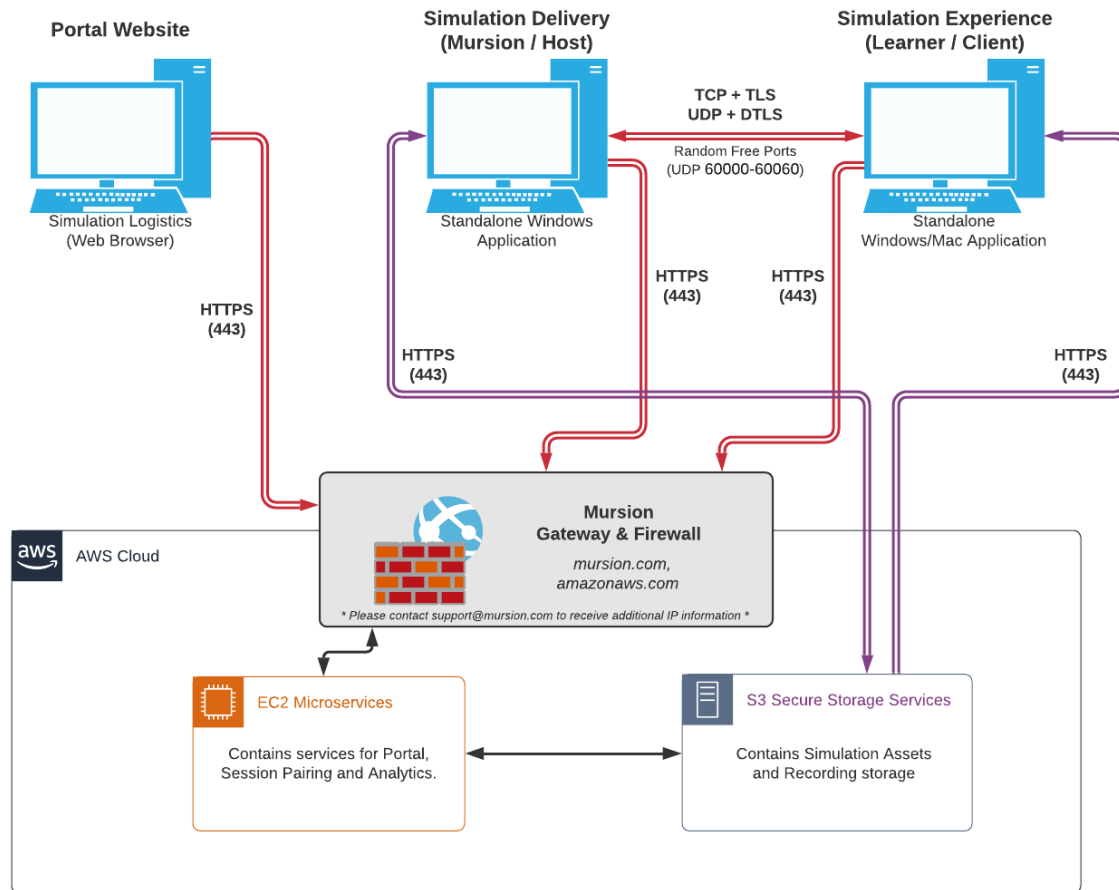 Portal Website
Simulation Delivery
(Mursion / Host)
Simulation Experience
(Learner / Client)
TCP + TLS
UDP + DTLS
Random Free Ports
(UDP 60000-60060)
Simulation Logistics
(Web Browser)
Standalone Windows
Application
Standalone
Windows/Mac Application
HTTPS
(443)
HTTPS
(443)
HTTPS
(443)
HTTPS
(443)
HTTPS
(443)
Mursion
Gateway & Firewall
mursion.com,
amazonaws.com
* Please contact support@mursion.com to receive additional IP information *
aws
AWS Cloud
EC2 Microservices
Contains services for Portal,
Session Pairing and Analytics.
S3 Secure Storage Services
Contains Simulation Assets
and Recording storage